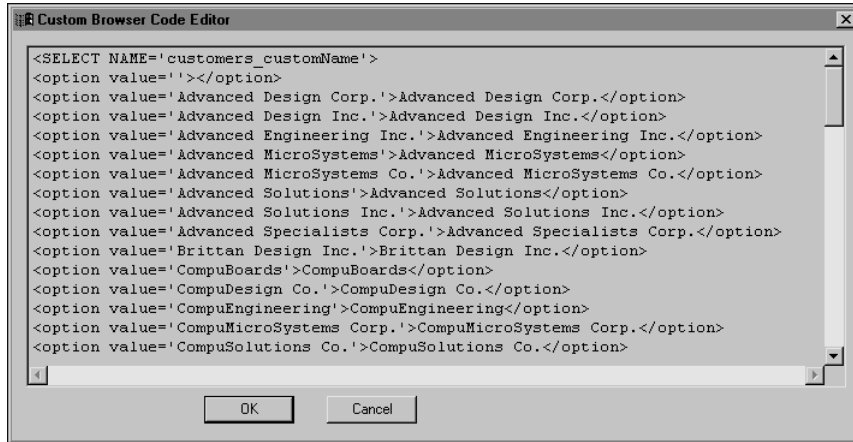 Custom Browser Code Editor
<SELECT NAME='customers_customName'>
<option value=''></option>
<option value='Advanced Design Corp.'>Advanced Design Corp.</option>
<option value='Advanced Design Inc.'>Advanced Design Inc.</option>
<option value='Advanced Engineering Inc.'>Advanced Engineering Inc.</option>
<option value='Advanced MicroSystems'>Advanced MicroSystems</option>
<option value='Advanced MicroSystems Co.'>Advanced MicroSystems Co.</option>
<option value='Advanced Solutions'>Advanced Solutions</option>
<option value='Advanced Solutions Inc.'>Advanced Solutions Inc.</option>
<option value='Advanced Specialists Corp.'>Advanced Specialists Corp.</option>
<option value='Brittan Design Inc.'>Brittan Design Inc.</option>
<option value='CompuBoards'>CompuBoards</option>
<option value='CompuDesign Co.'>CompuDesign Co.</option>
<option value='CompuEngineering'>CompuEngineering</option>
<option value='CompuMicroSystems Corp.'>CompuMicroSystems Corp.</option>
<option value='CompuSolutions Co.'>CompuSolutions Co.</option>
OK Cancel